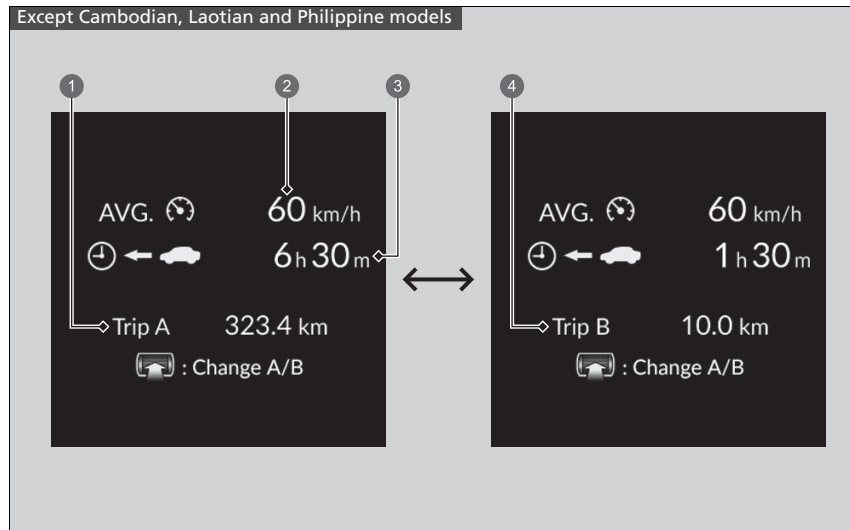 Except Cambodian, Laotian and Philippine models
1
2
3
4
AVG. 60 km/h
6 h 30 m
Trip A 323.4 km
: Change A/B
AVG. 60 km/h
1 h 30 m
Trip B 10.0 km
: Change A/B